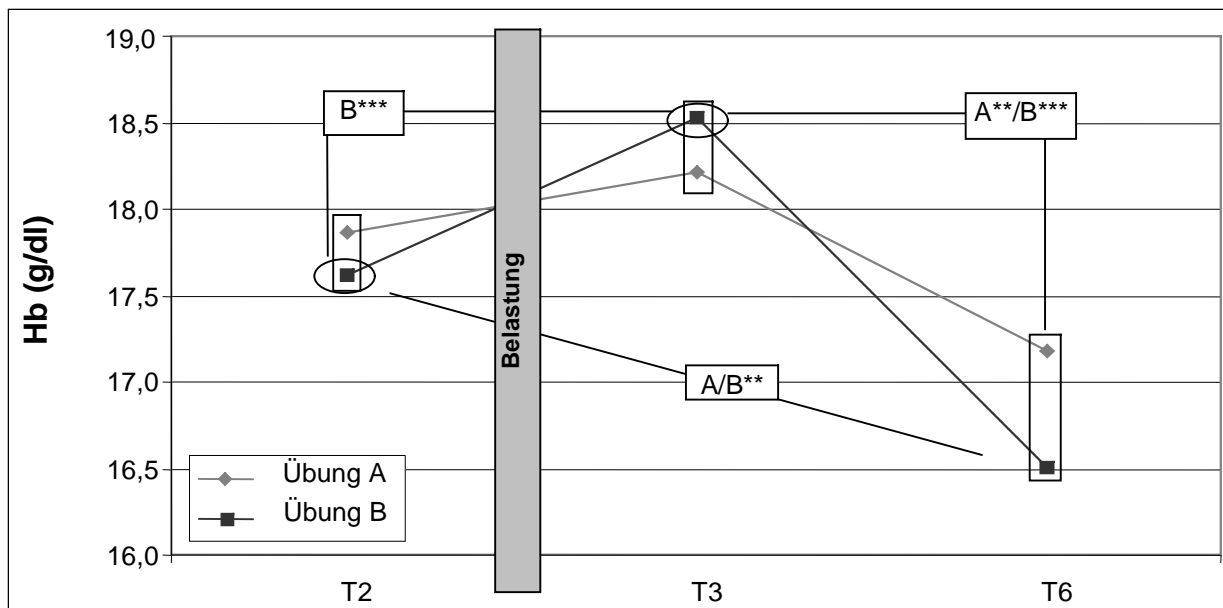 19,0
18,5
18,0
17,5
17,0
16,5
16,0
Hb (g/dl)
B***
A**/B***
A/B**
Belastung
Übung A
Übung B
T2
T3
T6